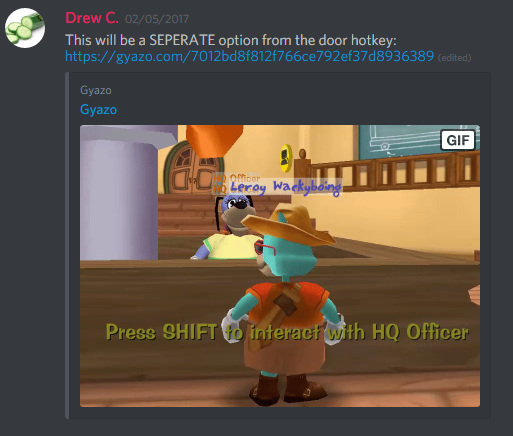 Drew C. 02/05/2017
This will be a SEPERATE option from the door hotkey:
https://gyazo.com/7012bd8f812f766ce792ef37d8936389 (edited)
Gyazo
Gyazo
GIF
HQ Officer
HQ Leroy Wackyboing
Press SHIFT to interact with HQ Officer